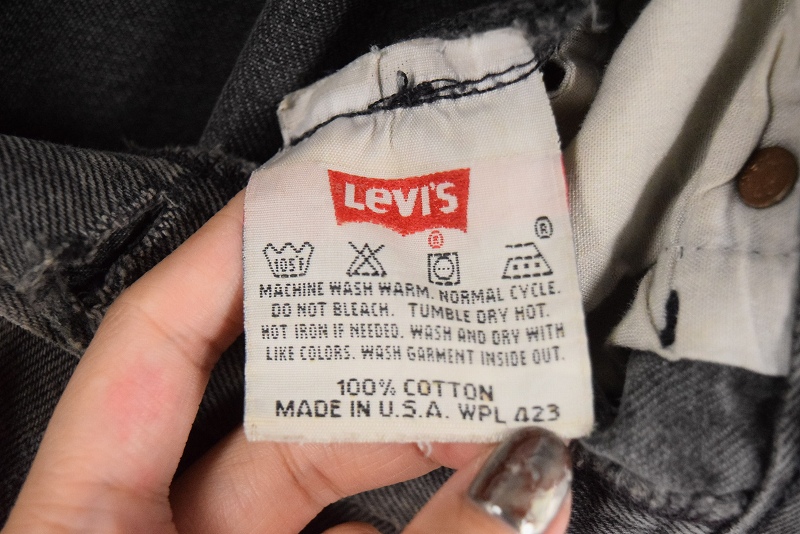 LEVI'S
®
®
105F
MACHINE WASH WARM. NORMAL CYCLE.
DO NOT BLEACH. TUMBLE DRY HOT.
HOT IRON IF NEEDED. WASH AND DRY WITH
LIKE COLORS. WASH GARMENT INSIDE OUT.
100% COTTON
MADE IN U.S.A. WPL 423